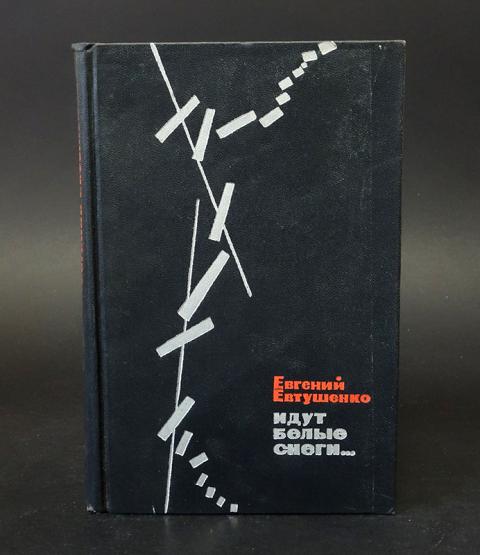 Евгений
Евтушенко
идут
белые
снеги...